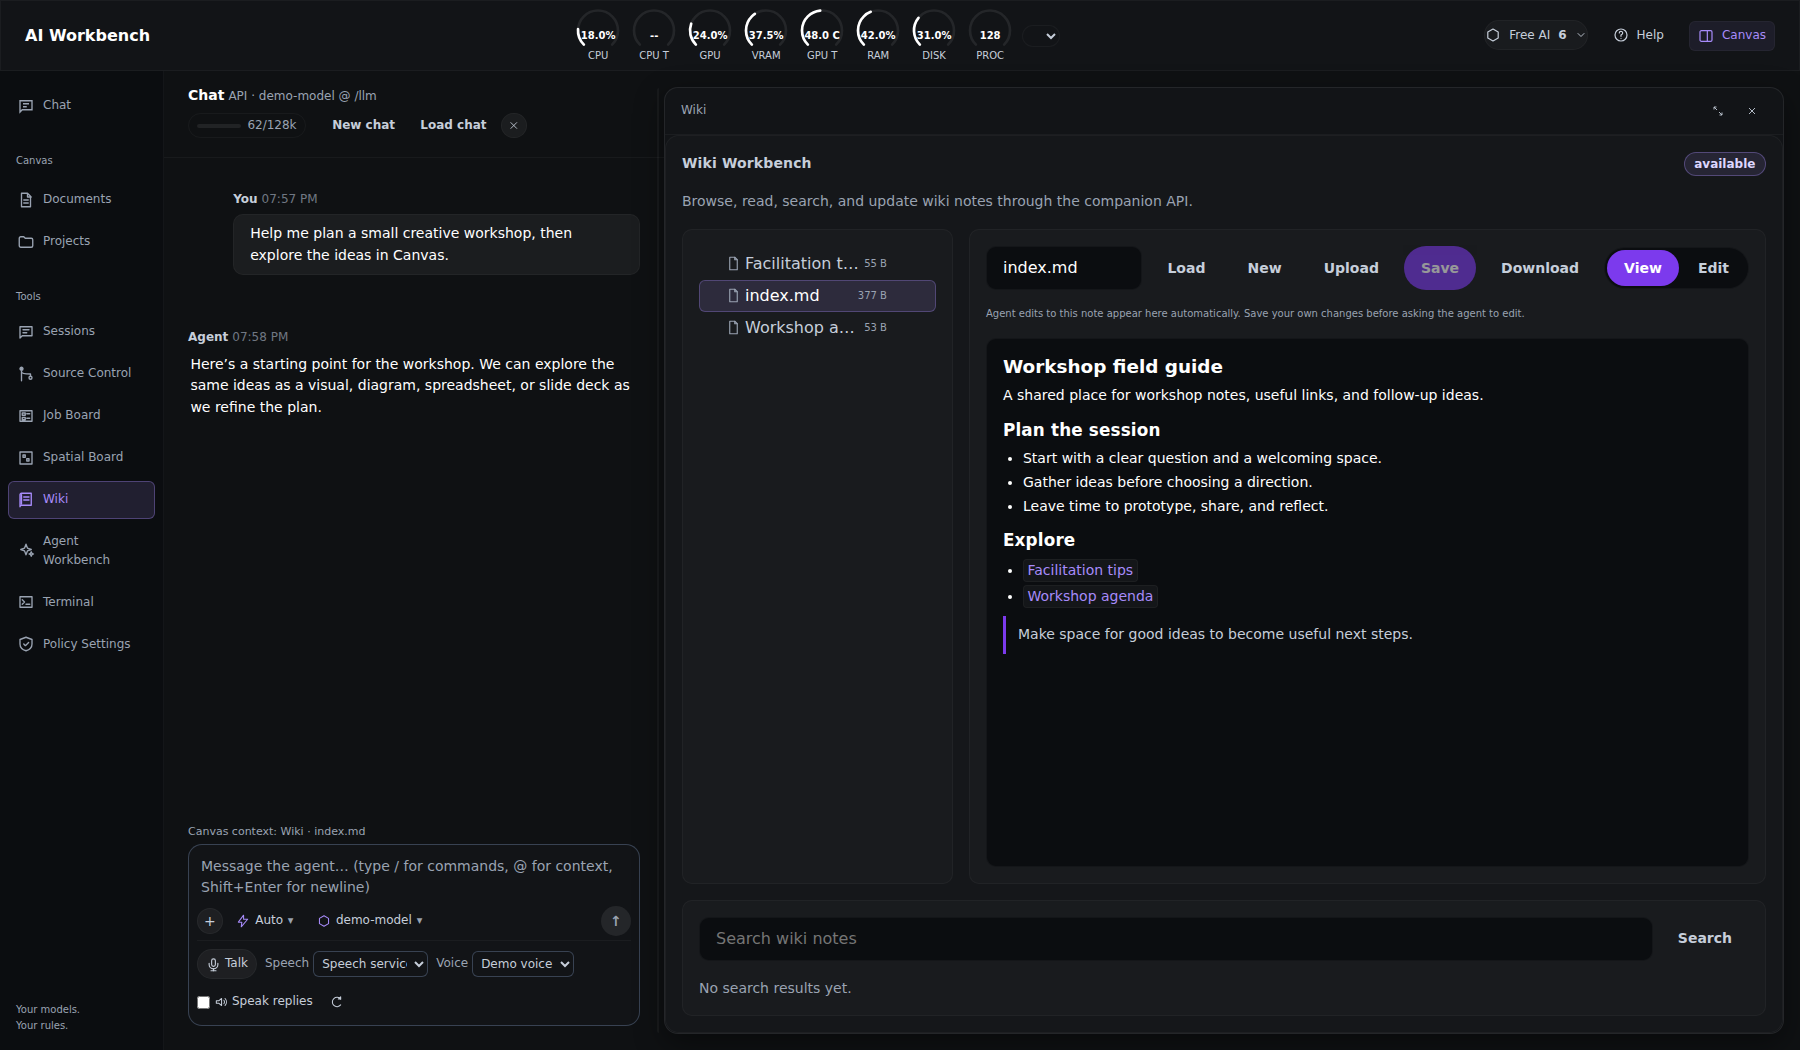 AI Workbench
18.0%
CPU
--
CPU T
24.0%
GPU
37.5%
VRAM
48.0 C
GPU T
42.0%
RAM
31.0%
DISK
128
PROC
Free AI 6
Help
Canvas
Chat
Canvas
Documents
Projects
Tools
Sessions
Source Control
Job Board
Spatial Board
Wiki
Agent
Workbench
Terminal
Policy Settings
Your models.
Your rules.
Chat API · demo-model @ /llm
62/128k
New chat
Load chat
You 07:57 PM
Help me plan a small creative workshop, then
explore the ideas in Canvas.
Agent 07:58 PM
Here’s a starting point for the workshop. We can explore the
same ideas as a visual, diagram, spreadsheet, or slide deck as
we refine the plan.
Canvas context: Wiki · index.md
Message the agent... (type / for commands, @ for context,
Shift+Enter for newline)
+
Auto ▾
demo-model ▾
↑
Talk
Speech
Speech servic
Voice
Demo voice
Speak replies
Wiki
Wiki Workbench
available
Browse, read, search, and update wiki notes through the companion API.
Facilitation t... 55 B
index.md 377 B
Workshop a... 53 B
index.md
Load
New
Upload
Save
Download
View
Edit
Agent edits to this note appear here automatically. Save your own changes before asking the agent to edit.
Workshop field guide
A shared place for workshop notes, useful links, and follow-up ideas.
Plan the session
• Start with a clear question and a welcoming space.
• Gather ideas before choosing a direction.
• Leave time to prototype, share, and reflect.
Explore
• Facilitation tips
• Workshop agenda
Make space for good ideas to become useful next steps.
Search wiki notes
Search
No search results yet.